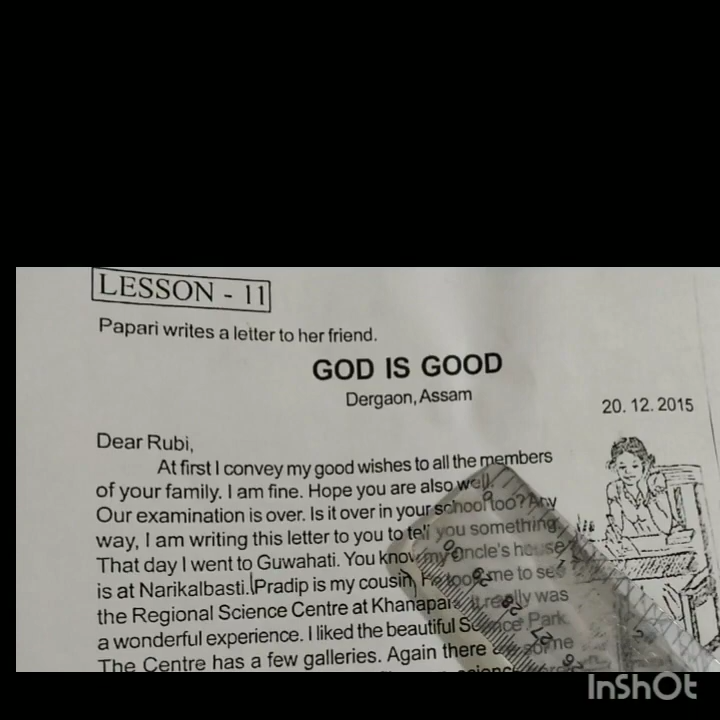 LESSON - 11
Papari writes a letter to her friend.
GOD IS GOOD
Dergaon, Assam
20. 12. 2015
Dear Rubi,
At first I convey my good wishes to all the members
of your family. I am fine. Hope you are also well.
Our examination is over. Is it over in your school too? Any
way, I am writing this letter to you to tell you something.
That day I went to Guwahati. You know my uncle's house
is at Narikalbasti. Pradip is my cousin. He took me to see
the Regional Science Centre at Khanapara. It really was
a wonderful experience. I liked the beautiful Science Park.
The Centre has a few galleries. Again there are some
InShOt